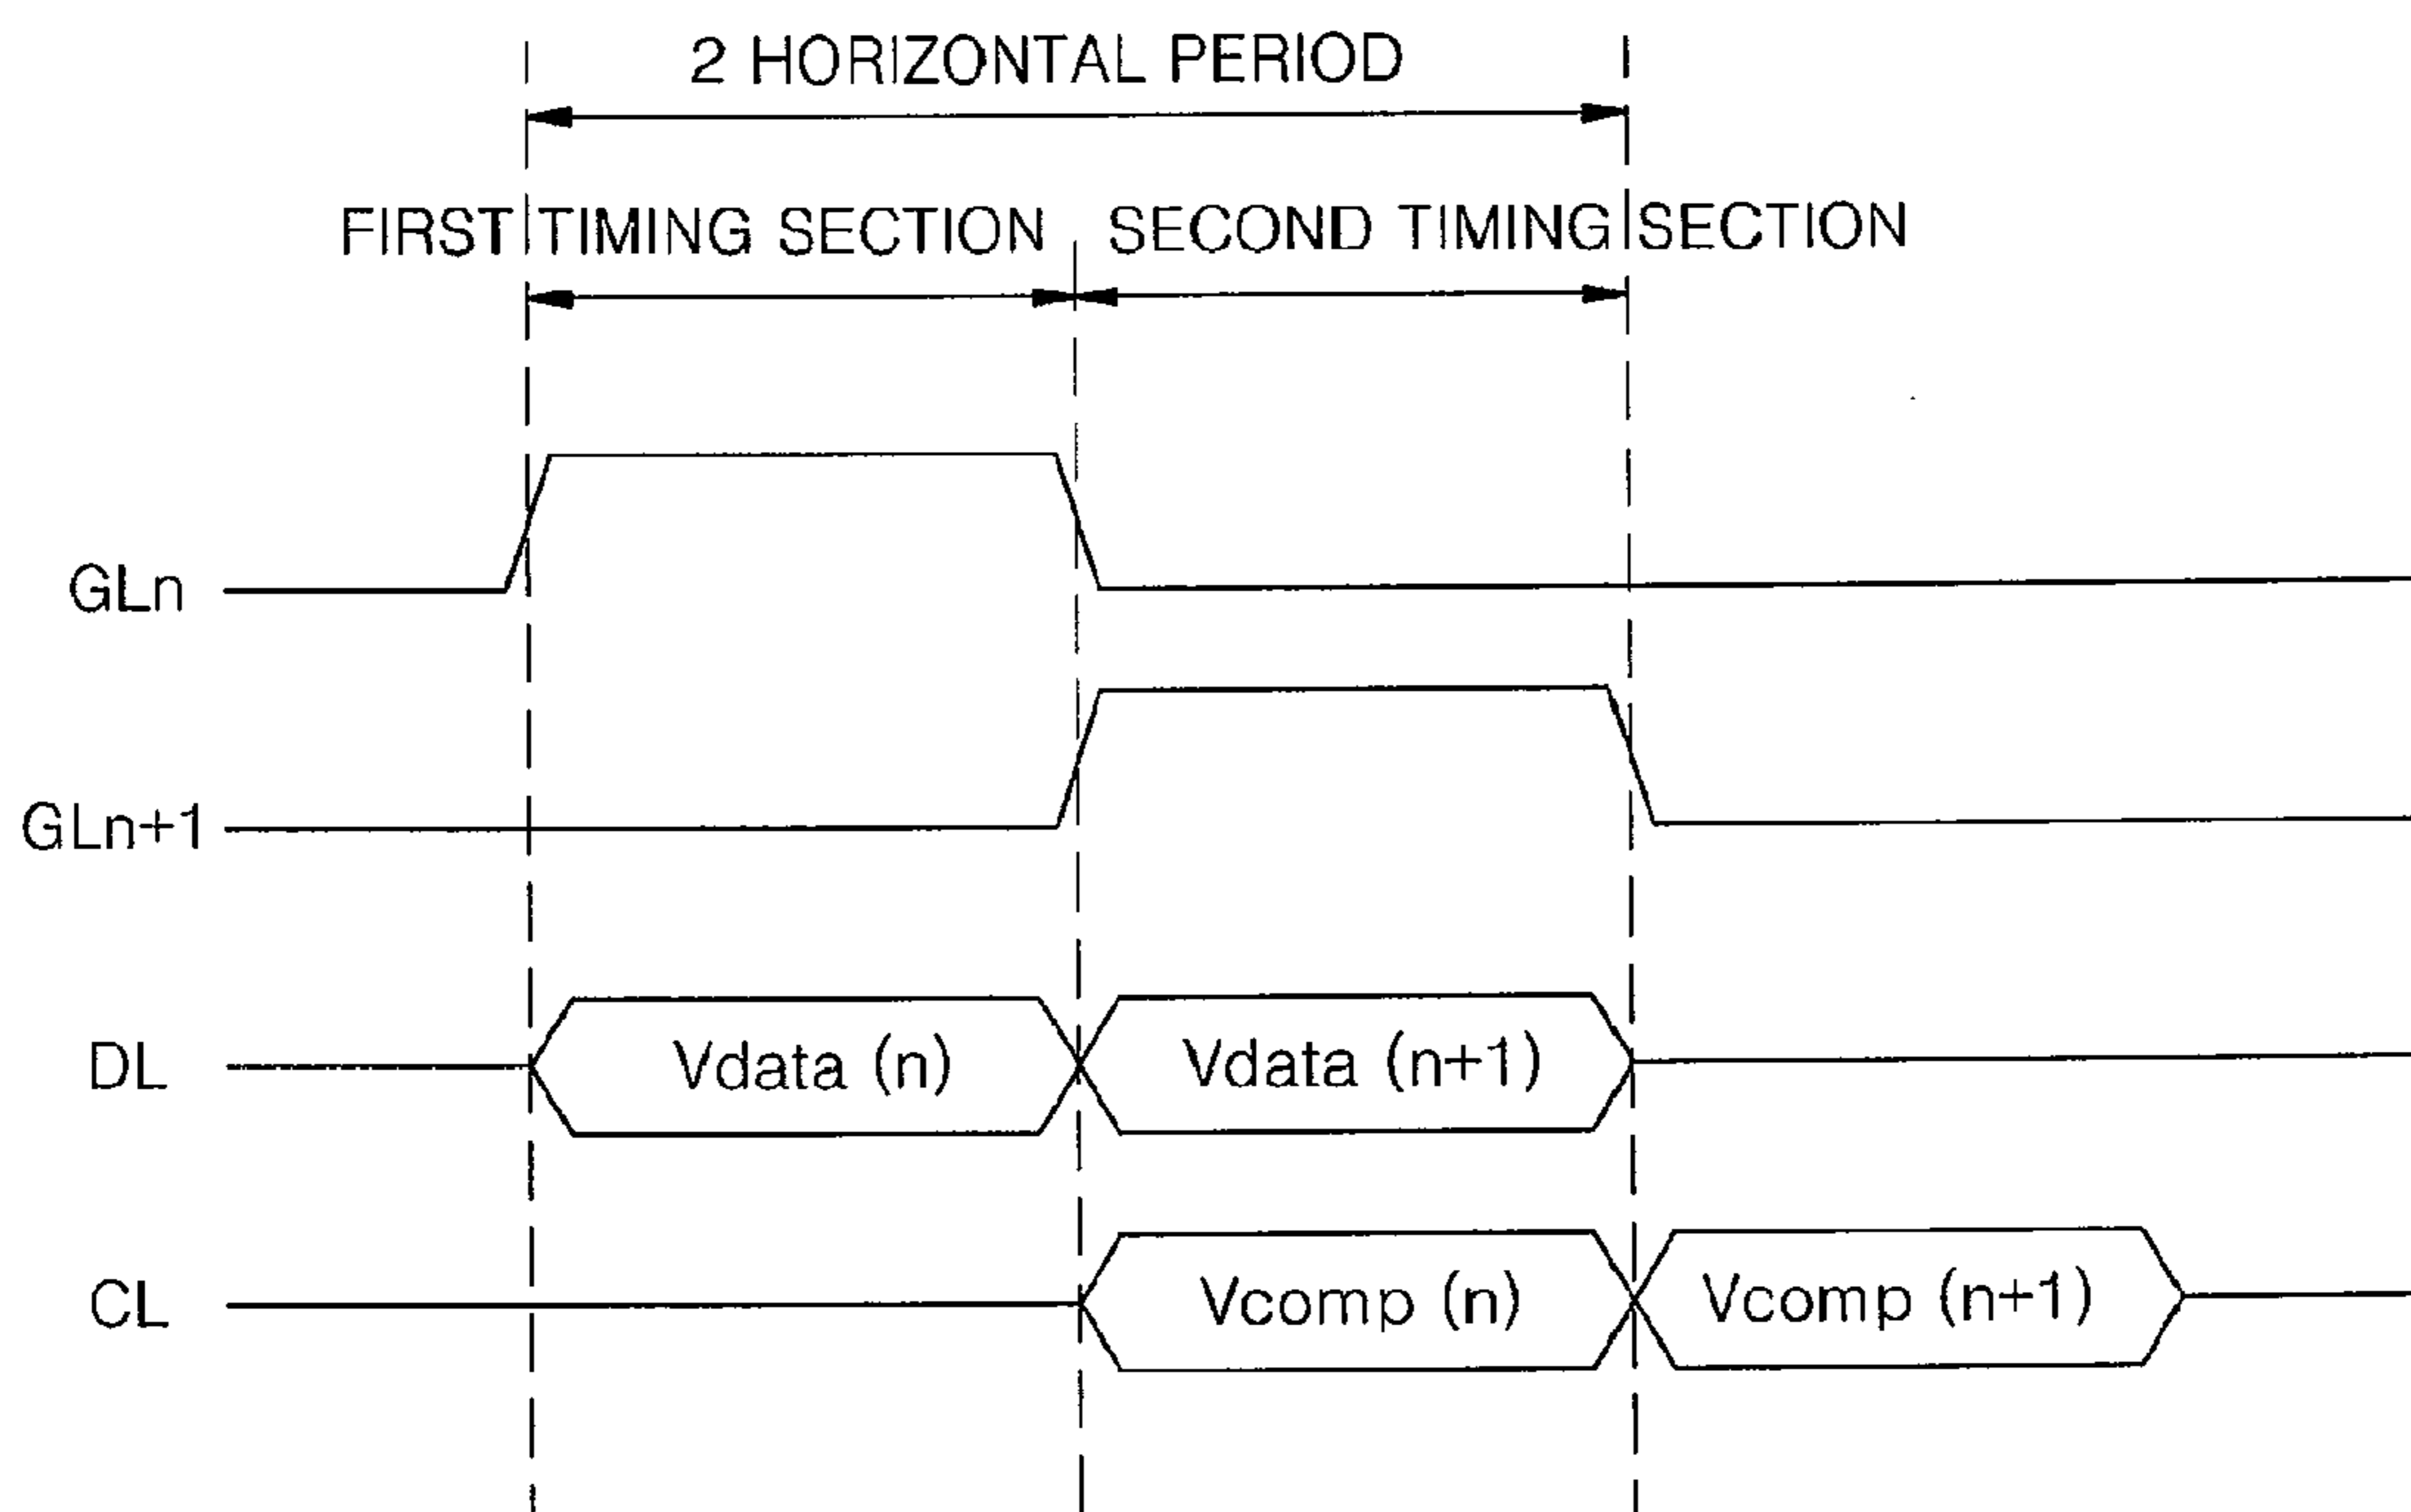 2 HORIZONTAL PERIOD
FIRST TIMING SECTION
SECOND TIMING SECTION
GLn
GLn+1
DL
Vdata (n)
Vdata (n+1)
CL
Vcomp (n)
Vcomp (n+1)